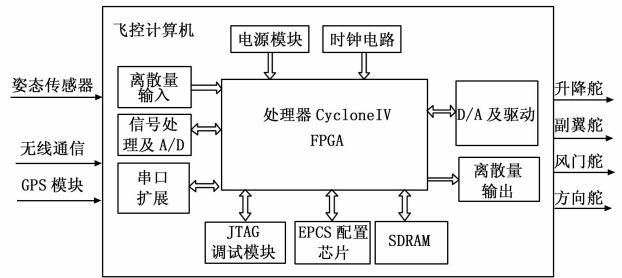 飞控计算机
电源模块
时钟电路
姿态传感器
无线通信
GPS 模块
离散量
输入
信号处
理及 A/D
串口
扩展
处理器 CycloneIV
FPGA
D/A 及驱动
离散量
输出
升降舵
副翼舵
风门舵
方向舵
JTAG
调试模块
EPCS 配置
芯片
SDRAM